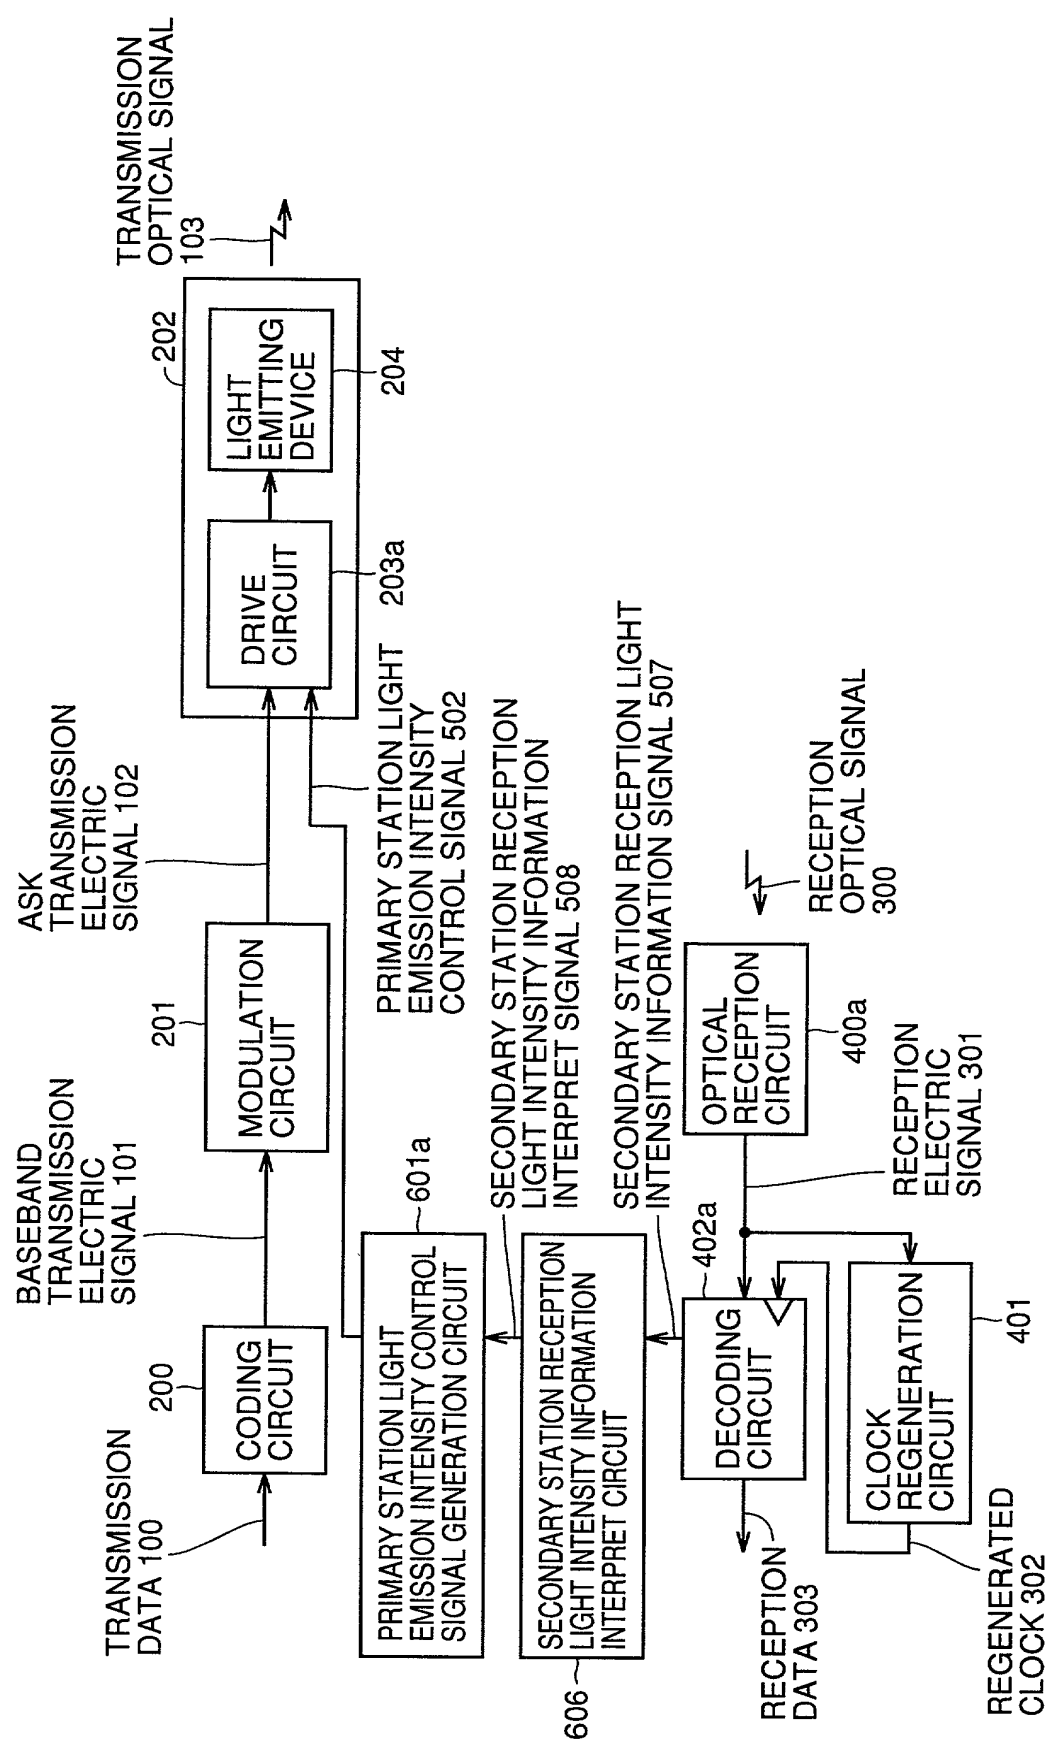 TRANSMISSION
DATA 100
200
CODING
CIRCUIT
BASEBAND
TRANSMISSION
ELECTRIC
SIGNAL 101
201
MODULATION
CIRCUIT
ASK
TRANSMISSION
ELECTRIC
SIGNAL 102
202
DRIVE
CIRCUIT
203a
LIGHT
EMITTING
DEVICE
204
TRANSMISSION
OPTICAL SIGNAL
103
PRIMARY STATION LIGHT
EMISSION INTENSITY CONTROL
SIGNAL GENERATION CIRCUIT
601a
PRIMARY STATION LIGHT
EMISSION INTENSITY
CONTROL SIGNAL 502
SECONDARY STATION RECEPTION
LIGHT INTENSITY INFORMATION
INTERPRET SIGNAL 508
606
SECONDARY STATION RECEPTION
LIGHT INTENSITY INFORMATION
INTERPRET CIRCUIT
SECONDARY STATION RECEPTION LIGHT
INTENSITY INFORMATION SIGNAL 507
402a
DECODING
CIRCUIT
RECEPTION
DATA 303
OPTICAL
RECEPTION
CIRCUIT
400a
RECEPTION
OPTICAL SIGNAL
300
RECEPTION
ELECTRIC
SIGNAL 301
CLOCK
REGENERATION
CIRCUIT
401
REGENERATED
CLOCK 302